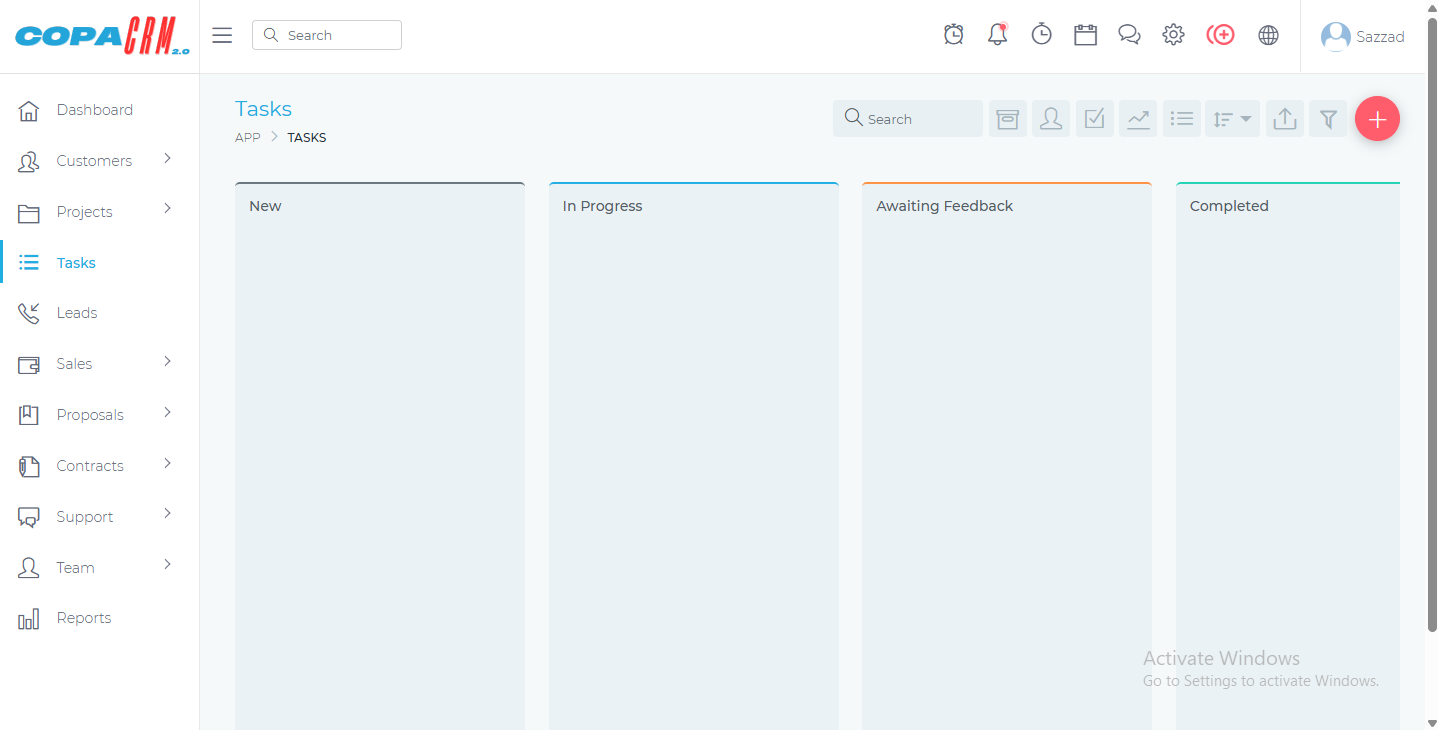 COPACRM 2.0
Search
Sazzad
Dashboard
Customers
Projects
Tasks
Leads
Sales
Proposals
Contracts
Support
Team
Reports
Tasks
APP > TASKS
Search
New
In Progress
Awaiting Feedback
Completed
Activate Windows
Go to Settings to activate Windows.